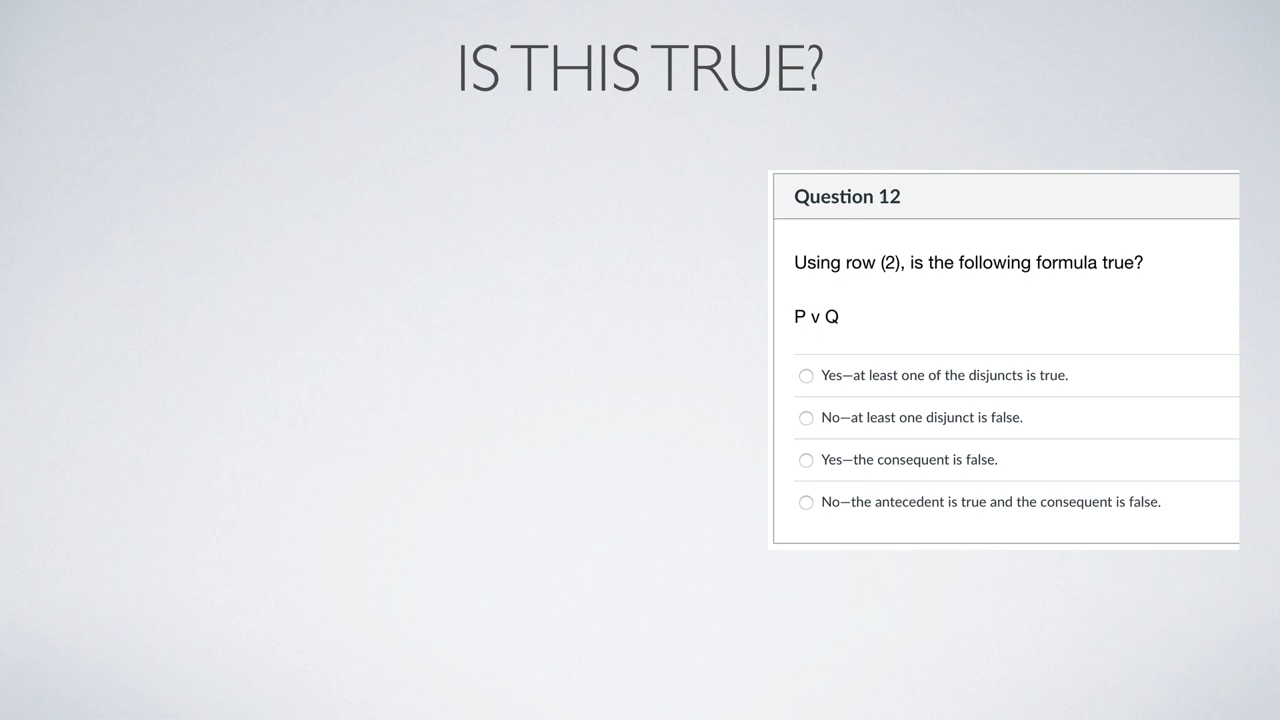 IS THIS TRUE?
Question 12
Using row (2), is the following formula true?
P v Q
Yes—at least one of the disjuncts is true.
No—at least one disjunct is false.
Yes—the consequent is false.
No—the antecedent is true and the consequent is false.